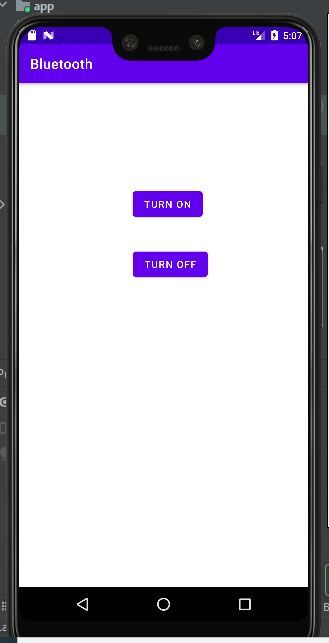 app
5:07
Bluetooth
TURN ON
TURN OFF